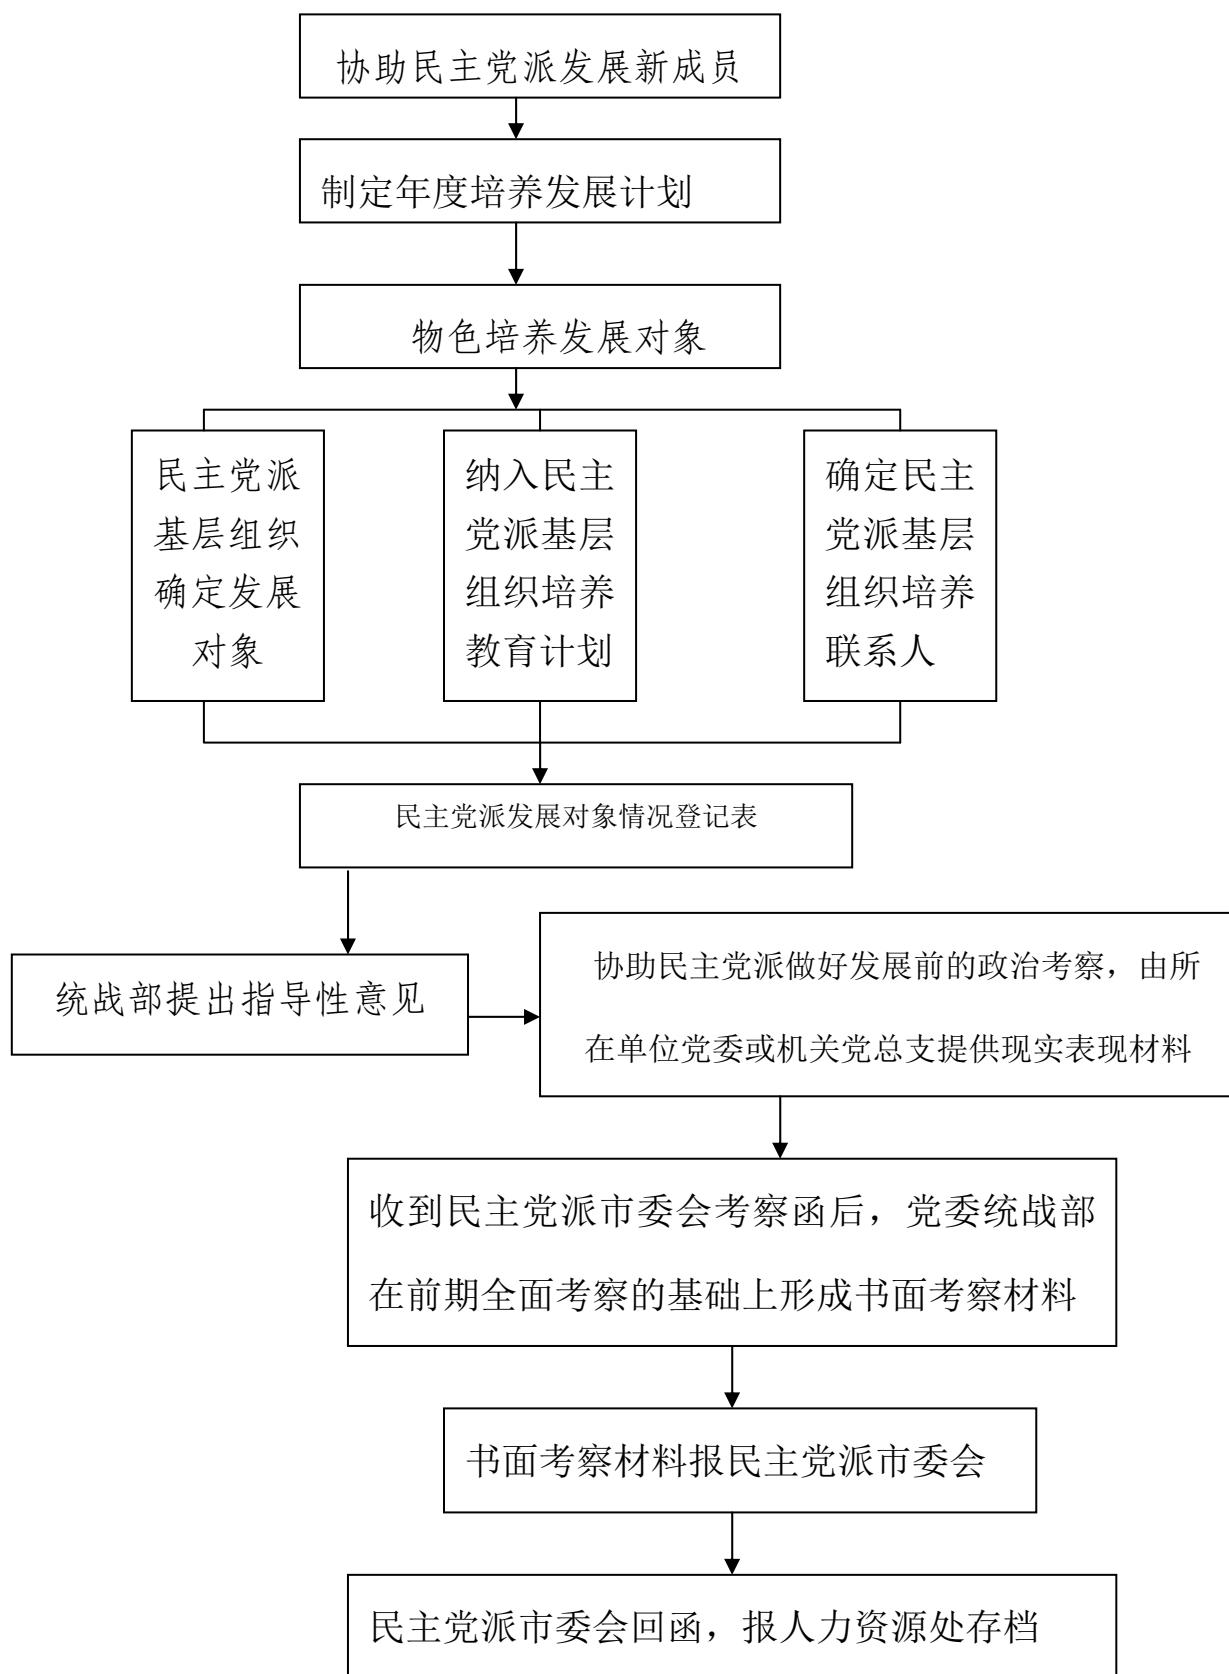 协助民主党派发展新成员
制定年度培养发展计划
物色培养发展对象
民主党派
基层组织
确定发展
对象
纳入民主
党派基层
组织培养
教育计划
确定民主
党派基层
组织培养
联系人
民主党派发展对象情况登记表
统战部提出指导性意见
协助民主党派做好发展前的政治考察，由所
在单位党委或机关党总支提供现实表现材料
收到民主党派市委会考察函后，党委统战部
在前期全面考察的基础上形成书面考察材料
书面考察材料报民主党派市委会
民主党派市委会回函，报人力资源处存档